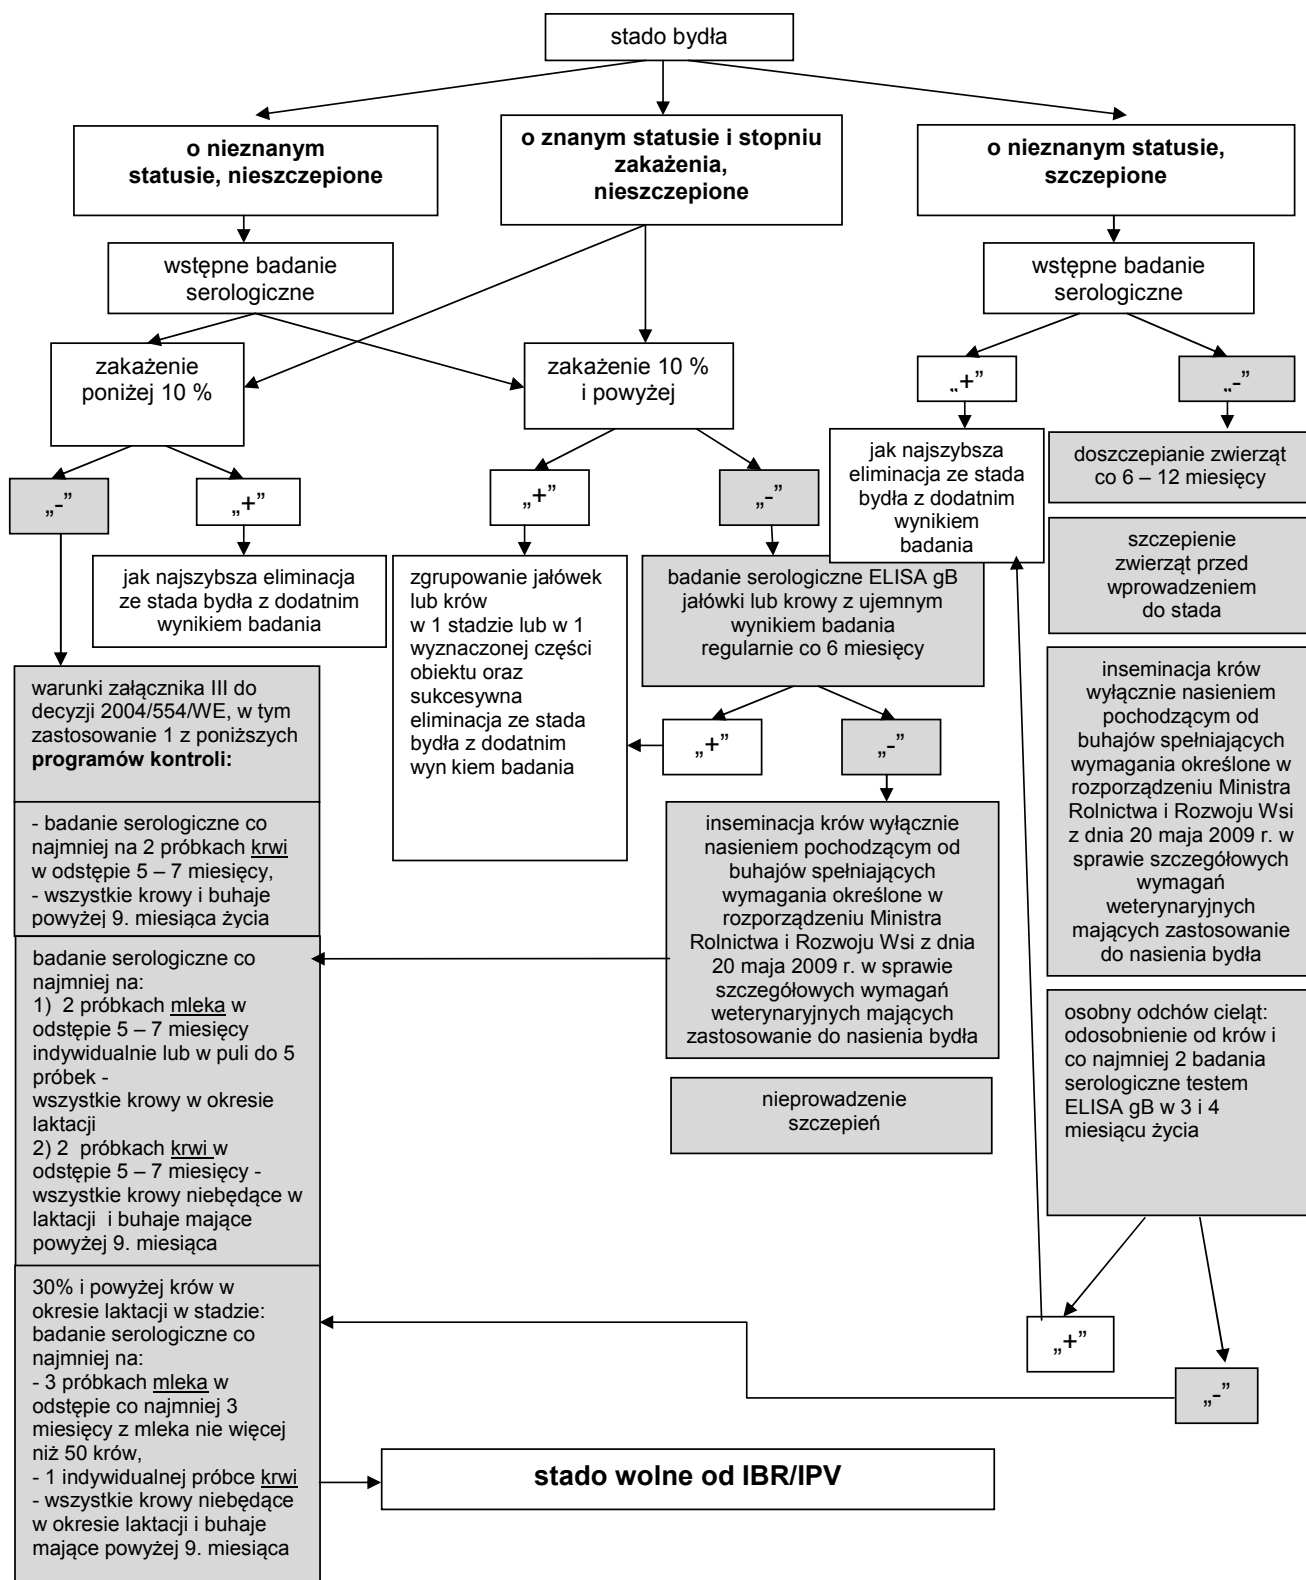 stado bydła
o nieznanym
statusie, nieszczepione
o znanym statusie i stopniu
zakażenia,
nieszczepione
o nieznanym statusie,
szczepione
wstępne badanie
serologiczne
wstępne badanie
serologiczne
zakażenie
poniżej 10 %
zakażenie 10 %
i powyżej
„+”
„-”
„-”
„+”
„+”
„-”
jak najszybsza
eliminacja ze stada
bydła z dodatnim
wynikiem
badania
doszczepianie zwierząt
co 6 – 12 miesięcy
jak najszybsza eliminacja
ze stada bydła z dodatnim
wynikiem badania
zgrupowanie jałówek
lub krów
w 1 stadzie lub w 1
wyznaczonej części
obiektu oraz
sukcesywna
eliminacja ze stada
bydła z dodatnim
wyn kiem badania
badanie serologiczne ELISA gB
jałówki lub krowy z ujemnym
wynikiem badania
regularnie co 6 miesięcy
szczepienie
zwierząt przed
wprowadzeniem
do stada
„+”
„-”
warunki załącznika III do
decyzji 2004/554/WE, w tym
zastosowanie 1 z poniższych
programów kontroli:
- badanie serologiczne co
najmniej na 2 próbkach krwi
w odstępie 5 – 7 miesięcy,
- wszystkie krowy i buhaje
powyżej 9. miesiąca życia
badanie serologiczne co
najmniej na:
1) 2 próbkach mleka w
odstępie 5 – 7 miesięcy
indywidualnie lub w puli do 5
próbek -
wszystkie krowy w okresie
laktacji
2) 2 próbkach krwi w
odstępie 5 – 7 miesięcy -
wszystkie krowy niebędące w
laktacji i buhaje mające
powyżej 9. miesiąca
30% i powyżej krów w
okresie laktacji w stadzie:
badanie serologiczne co
najmniej na:
- 3 próbkach mleka w
odstępie co najmniej 3
miesięcy z mleka nie więcej
niż 50 krów,
- 1 indywidualnej próbce krwi
- wszystkie krowy niebędące
w okresie laktacji i buhaje
mające powyżej 9. miesiąca
inseminacja krów wyłącznie
nasieniem pochodzącym od
buhajów spełniających
wymagania określone w
rozporządzeniu Ministra
Rolnictwa i Rozwoju Wsi z dnia
20 maja 2009 r. w sprawie
szczegółowych wymagań
weterynaryjnych mających
zastosowanie do nasienia bydła
nieprowadzenie
szczepień
inseminacja krów
wyłącznie nasieniem
pochodzącym od
buhajów spełniających
wymagania określone w
rozporządzeniu Ministra
Rolnictwa i Rozwoju Wsi
z dnia 20 maja 2009 r. w
sprawie szczegółowych
wymagań
weterynaryjnych
mających zastosowanie
do nasienia bydła
osobny odchów cieląt:
odosobnienie od krów i
co najmniej 2 badania
serologiczne testem
ELISA gB w 3 i 4
miesiącu życia
„+”
„-”
stado wolne od IBR/IPV